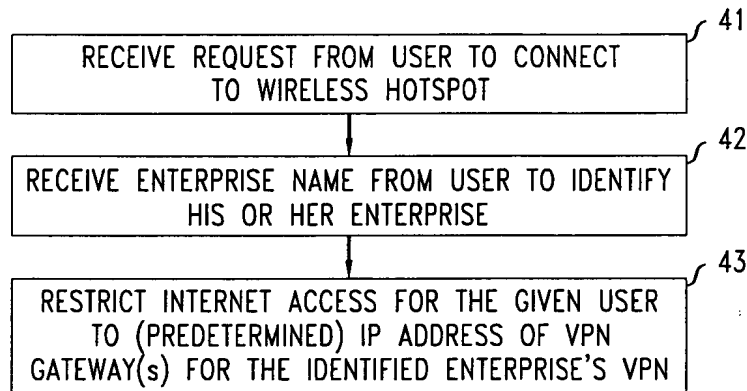 41
RECEIVE REQUEST FROM USER TO CONNECT
TO WIRELESS HOTSPOT
42
RECEIVE ENTERPRISE NAME FROM USER TO IDENTIFY
HIS OR HER ENTERPRISE
43
RESTRICT INTERNET ACCESS FOR THE GIVEN USER
TO (PREDETERMINED) IP ADDRESS OF VPN
GATEWAY(s) FOR THE IDENTIFIED ENTERPRISE'S VPN